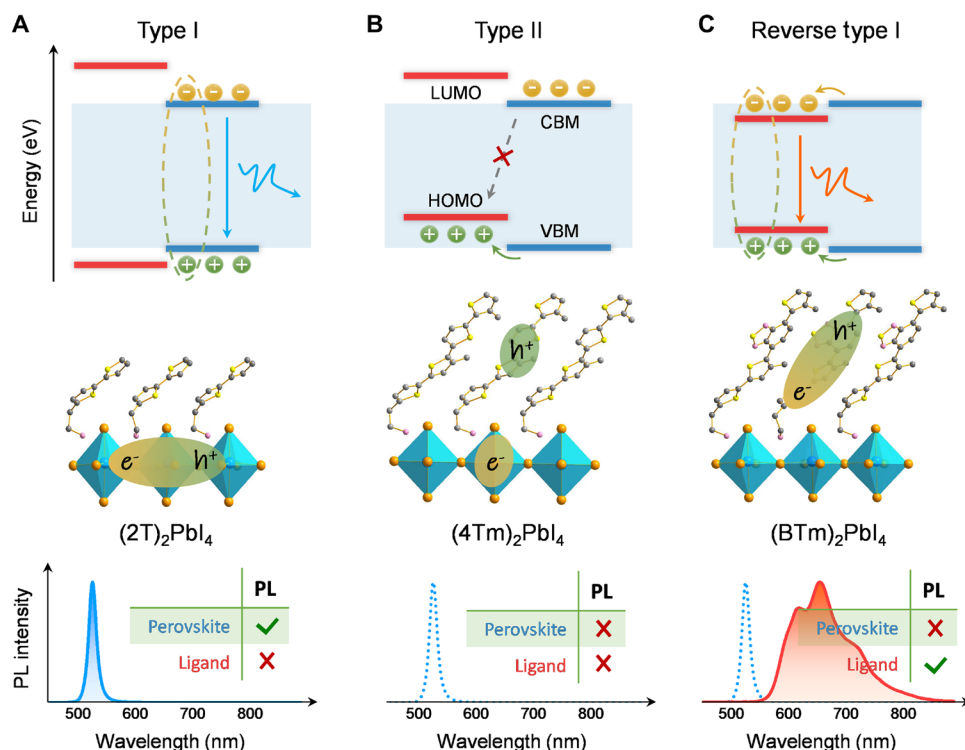 A
Type I
B
Type II
C
Reverse type I
Energy (eV)
− − −
+ + +
LUMO
− − −
CBM
HOMO
+ + +
VBM
− − −
+ + +
e⁻ h⁺
h⁺
e⁻
h⁺
e⁻
(2T)₂PbI₄
(4Tm)₂PbI₄
(BTm)₂PbI₄
PL intensity
PL
Perovskite ✓
Ligand ×
500 600 700 800
Wavelength (nm)
PL
Perovskite ×
Ligand ×
500 600 700 800
Wavelength (nm)
PL
Perovskite ×
Ligand ✓
500 600 700 800
Wavelength (nm)